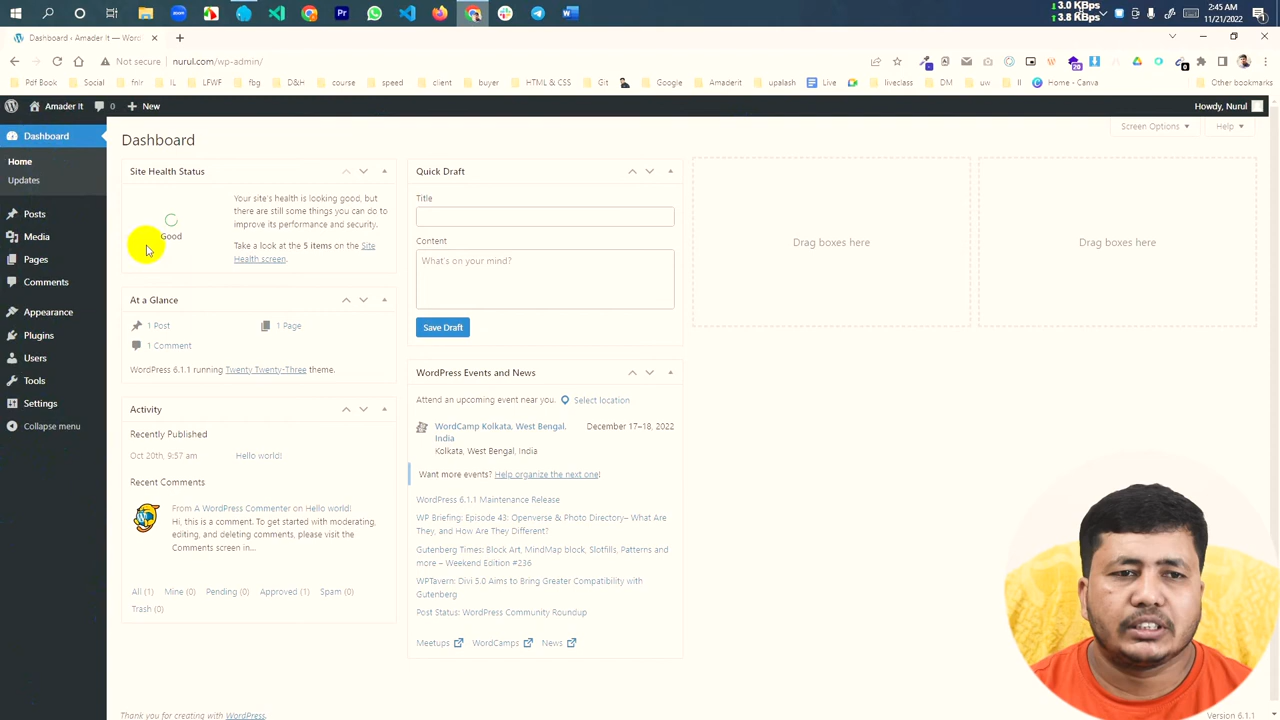 2:45 AM
11/21/2022
3.0 KBps
3.8 KBps
Dashboard ‹ Amader It — Word
Not secure
nurul.com/wp-admin/
Pdf Book
Social
fnlr
IL
LFWF
fbg
D&H
course
speed
client
buyer
HTML & CSS
Git
Google
Amaderit
upalash
Live
liveclass
DM
uw
II
Home - Canva
Other bookmarks
Amader It
0
New
Howdy, Nurul
Dashboard
Home
Updates
Posts
Media
Pages
Comments
Appearance
Plugins
Users
Tools
Settings
Collapse menu
Dashboard
Screen Options
Help
Site Health Status
Good
Your site's health is looking good, but
there are still some things you can do to
improve its performance and security.
Take a look at the 5 items on the Site
Health screen.
At a Glance
1 Post
1 Page
1 Comment
WordPress 6.1.1 running Twenty Twenty-Three theme.
Activity
Recently Published
Oct 20th, 9:57 am
Hello world!
Recent Comments
From A WordPress Commenter on Hello world!
Hi, this is a comment. To get started with moderating,
editing, and deleting comments, please visit the
Comments screen in...
All (1)
Mine (0)
Pending (0)
Approved (1)
Spam (0)
Trash (0)
Quick Draft
Title
Content
What's on your mind?
Save Draft
WordPress Events and News
Attend an upcoming event near you.
Select location
WordCamp Kolkata, West Bengal,
India
December 17–18, 2022
Kolkata, West Bengal, India
Want more events? Help organize the next one!
WordPress 6.1.1 Maintenance Release
WP Briefing: Episode 43: Openverse & Photo Directory– What Are
They, and How Are They Different?
Gutenberg Times: Block Art, MindMap block, Slotfills, Patterns and
more – Weekend Edition #236
WPTavern: Divi 5.0 Aims to Bring Greater Compatibility with
Gutenberg
Post Status: WordPress Community Roundup
Meetups
WordCamps
News
Drag boxes here
Drag boxes here
Thank you for creating with WordPress.
Version 6.1.1